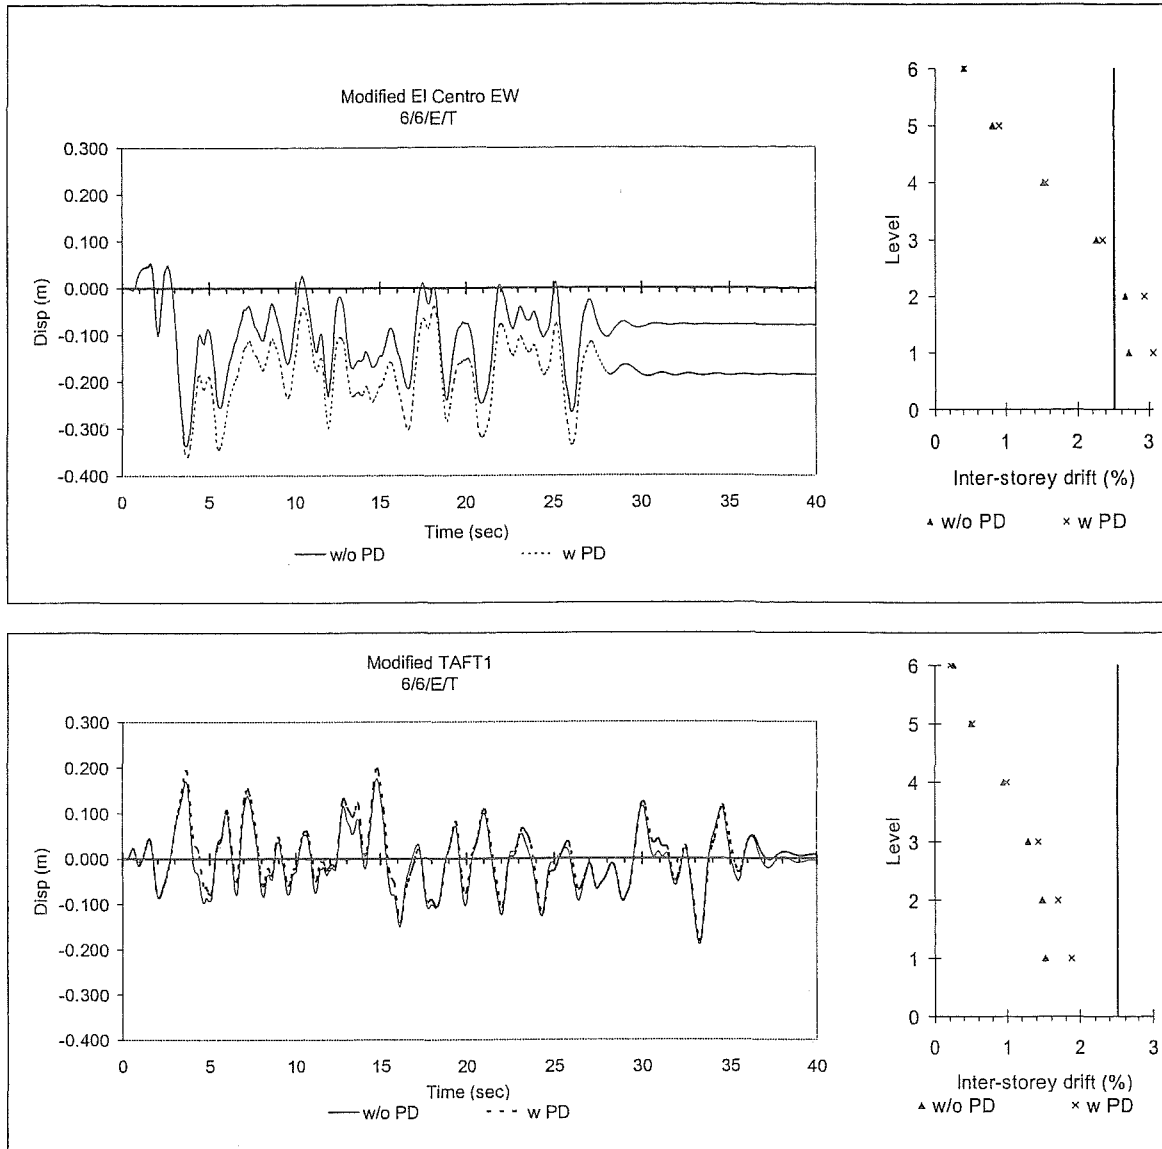 Modified El Centro EW
6/6/E/T
0.300
0.200
0.100
0.000
-0.100
-0.200
-0.300
-0.400
Disp (m)
0 5 10 15 20 25 30 35 40
Time (sec)
w/o PD w PD
6
5
4
3
2
1
0
Level
0 1 2 3
Inter-storey drift (%)
w/o PD w PD
Modified TAFT1
6/6/E/T
0.300
0.200
0.100
0.000
-0.100
-0.200
-0.300
-0.400
Disp (m)
0 5 10 15 20 25 30 35 40
Time (sec)
w/o PD w PD
6
5
4
3
2
1
0
Level
0 1 2 3
Inter-storey drift (%)
w/o PD w PD